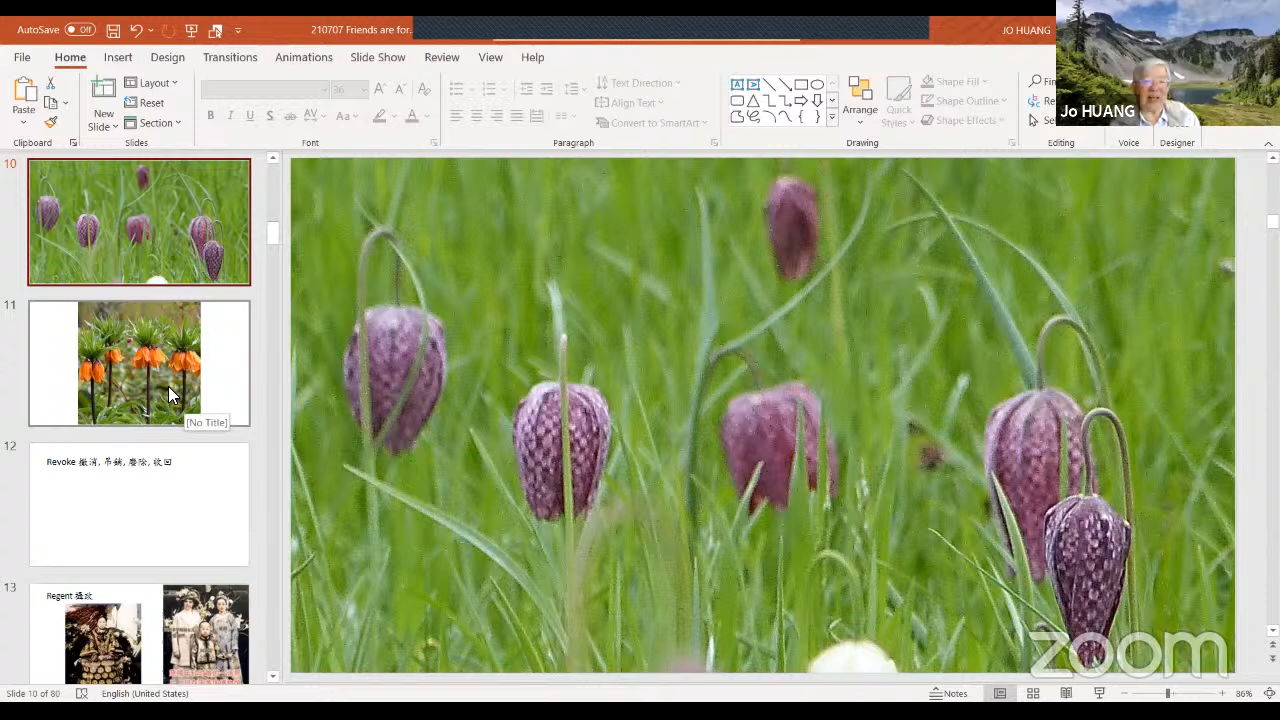 AutoSave Off
210707 Friends are for...
JO HUANG
File Home Insert Design Transitions Animations Slide Show Review View Help
Paste
New Slide
Layout
Reset
Section
36
Text Direction
Align Text
Convert to SmartArt
Arrange
Quick Styles
Shape Fill
Shape Outline
Shape Effects
Clipboard
Slides
Font
Paragraph
Drawing
Editing
Voice
Designer
Jo HUANG
10
11
[No Title]
12
Revoke 撤消, 吊銷, 廢除, 收回
13
Regent 攝政
zoom
Slide 10 of 80
English (United States)
Notes
86%